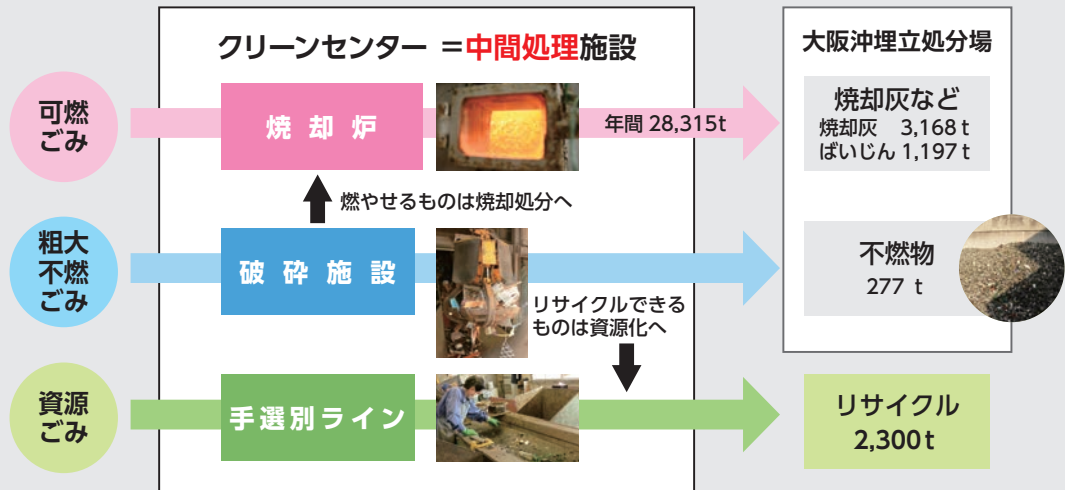 クリーンセンター ＝中間処理施設
大阪沖埋立処分場
可燃
ごみ
焼却炉
年間 28,315t
焼却灰など
焼却灰 3,168 t
ばいじん 1,197 t
燃やせるものは焼却処分へ
粗大
不燃
ごみ
破砕施設
不燃物
277 t
リサイクルできる
ものは資源化へ
資源
ごみ
手選別ライン
リサイクル
2,300 t